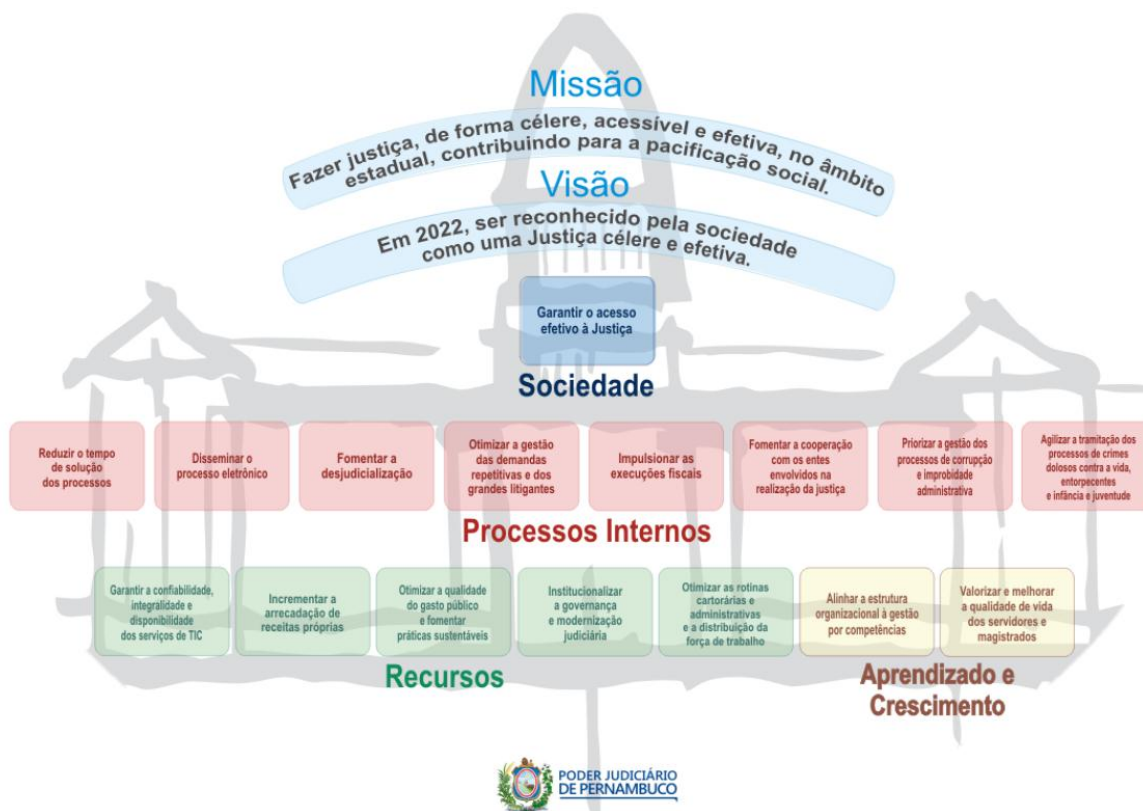 Missão
Fazer justiça, de forma célere, acessível e efetiva, no âmbito
estadual, contribuindo para a pacificação social.
Visão
Em 2022, ser reconhecido pela sociedade
como uma Justiça célere e efetiva.
Garantir o acesso
efetivo à Justiça
Sociedade
Reduzir o tempo
de solução
dos processos
Disseminar o
processo eletrônico
Fomentar a
desjudicialização
Otimizar a gestão
das demandas
repetitivas e dos
grandes litigantes
Impulsionar as
execuções fiscais
Fomentar a cooperação
com os entes
envolvidos na
realização da justiça
Priorizar a gestão dos
processos de corrupção
e improbidade
administrativa
Agilizar a tramitação dos
processos de crimes
dolosos contra a vida,
entorpecentes
e infância e juventude
Processos Internos
Garantir a confiabilidade,
integralidade e
disponibilidade
dos serviços de TIC
Incrementar a
arrecadação de
receitas próprias
Otimizar a qualidade
do gasto público
e fomentar
práticas sustentáveis
Institucionalizar
a governança
e modernização
judiciária
Otimizar as rotinas
cartorárias e
administrativas
e a distribuição da
força de trabalho
Alinhar a estrutura
organizacional à gestão
por competências
Valorizar e melhorar
a qualidade de vida
dos servidores e
magistrados
Recursos
Aprendizado e
Crescimento
PODER JUDICIÁRIO
DE PERNAMBUCO